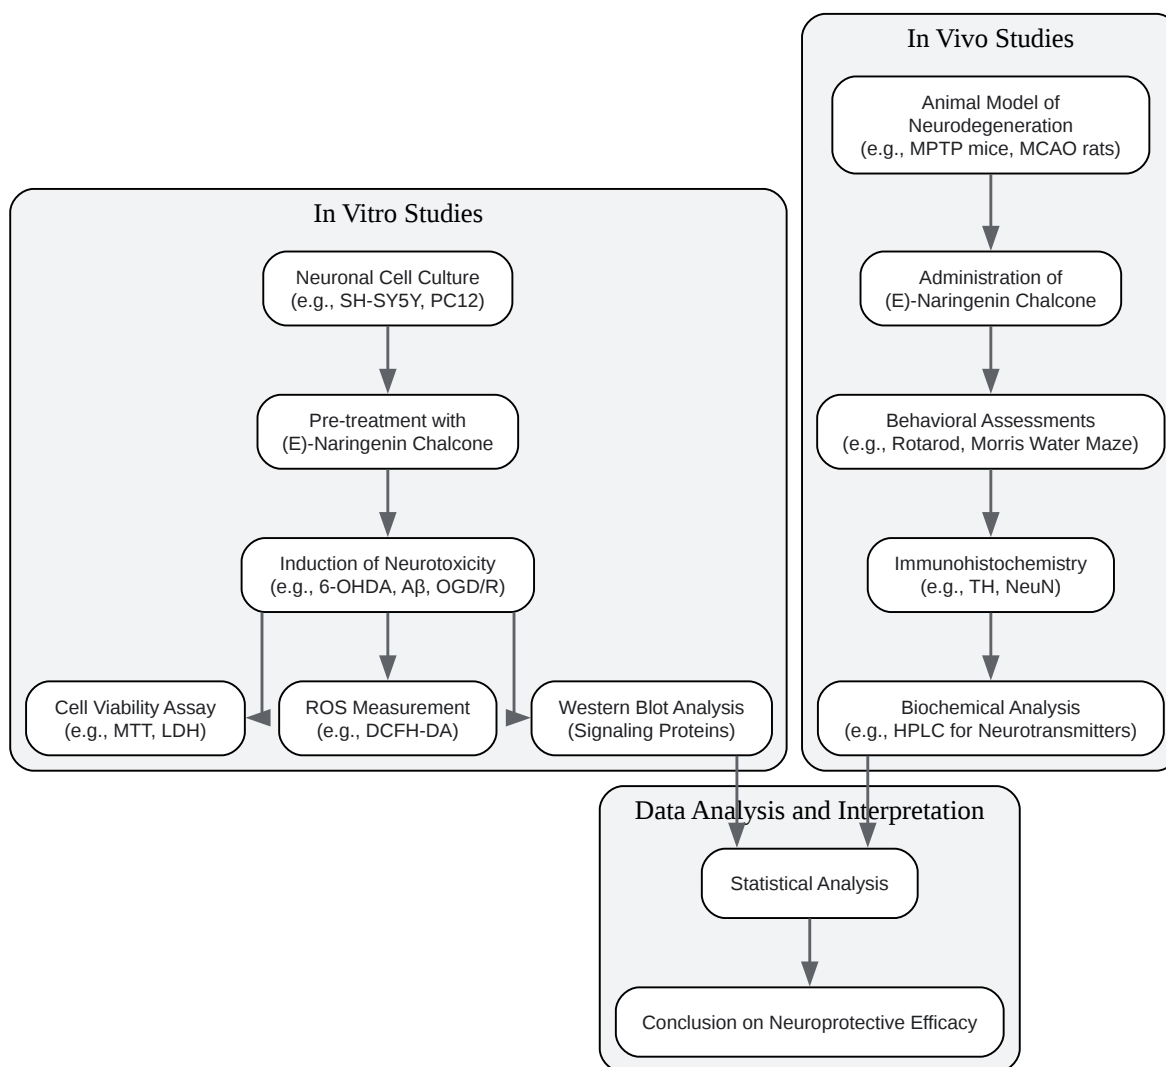 In Vitro Studies
Neuronal Cell Culture
(e.g., SH-SY5Y, PC12)
Pre-treatment with
(E)-Naringenin Chalcone
Induction of Neurotoxicity
(e.g., 6-OHDA, Aβ, OGD/R)
Cell Viability Assay
(e.g., MTT, LDH)
ROS Measurement
(e.g., DCFH-DA)
Western Blot Analysis
(Signaling Proteins)
In Vivo Studies
Animal Model of
Neurodegeneration
(e.g., MPTP mice, MCAO rats)
Administration of
(E)-Naringenin Chalcone
Behavioral Assessments
(e.g., Rotarod, Morris Water Maze)
Immunohistochemistry
(e.g., TH, NeuN)
Biochemical Analysis
(e.g., HPLC for Neurotransmitters)
Data Analysis and Interpretation
Statistical Analysis
Conclusion on Neuroprotective Efficacy